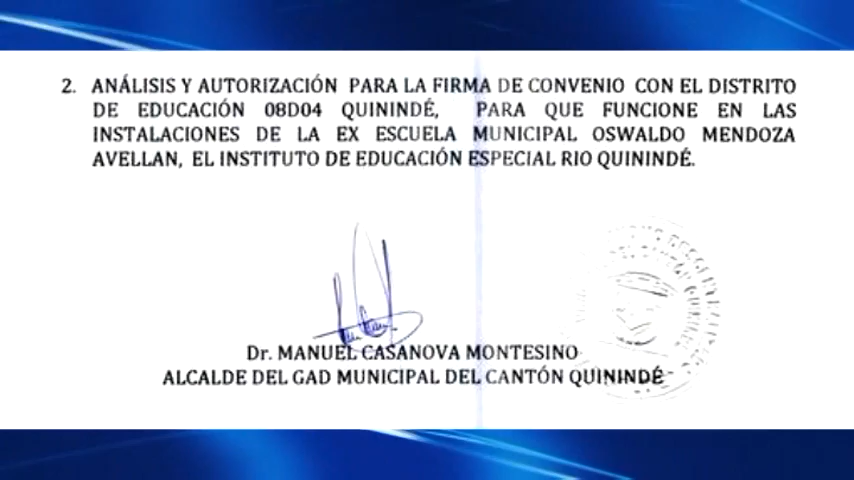 2. ANÁLISIS Y AUTORIZACIÓN PARA LA FIRMA DE CONVENIO CON EL DISTRITO
DE EDUCACIÓN 08D04 QUININDÉ, PARA QUE FUNCIONE EN LAS
INSTALACIONES DE LA EX ESCUELA MUNICIPAL OSWALDO MENDOZA
AVELLAN, EL INSTITUTO DE EDUCACIÓN ESPECIAL RIO QUININDÉ.
Dr. MANUEL CASANOVA MONTESINO
ALCALDE DEL GAD MUNICIPAL DEL CANTÓN QUININDÉ